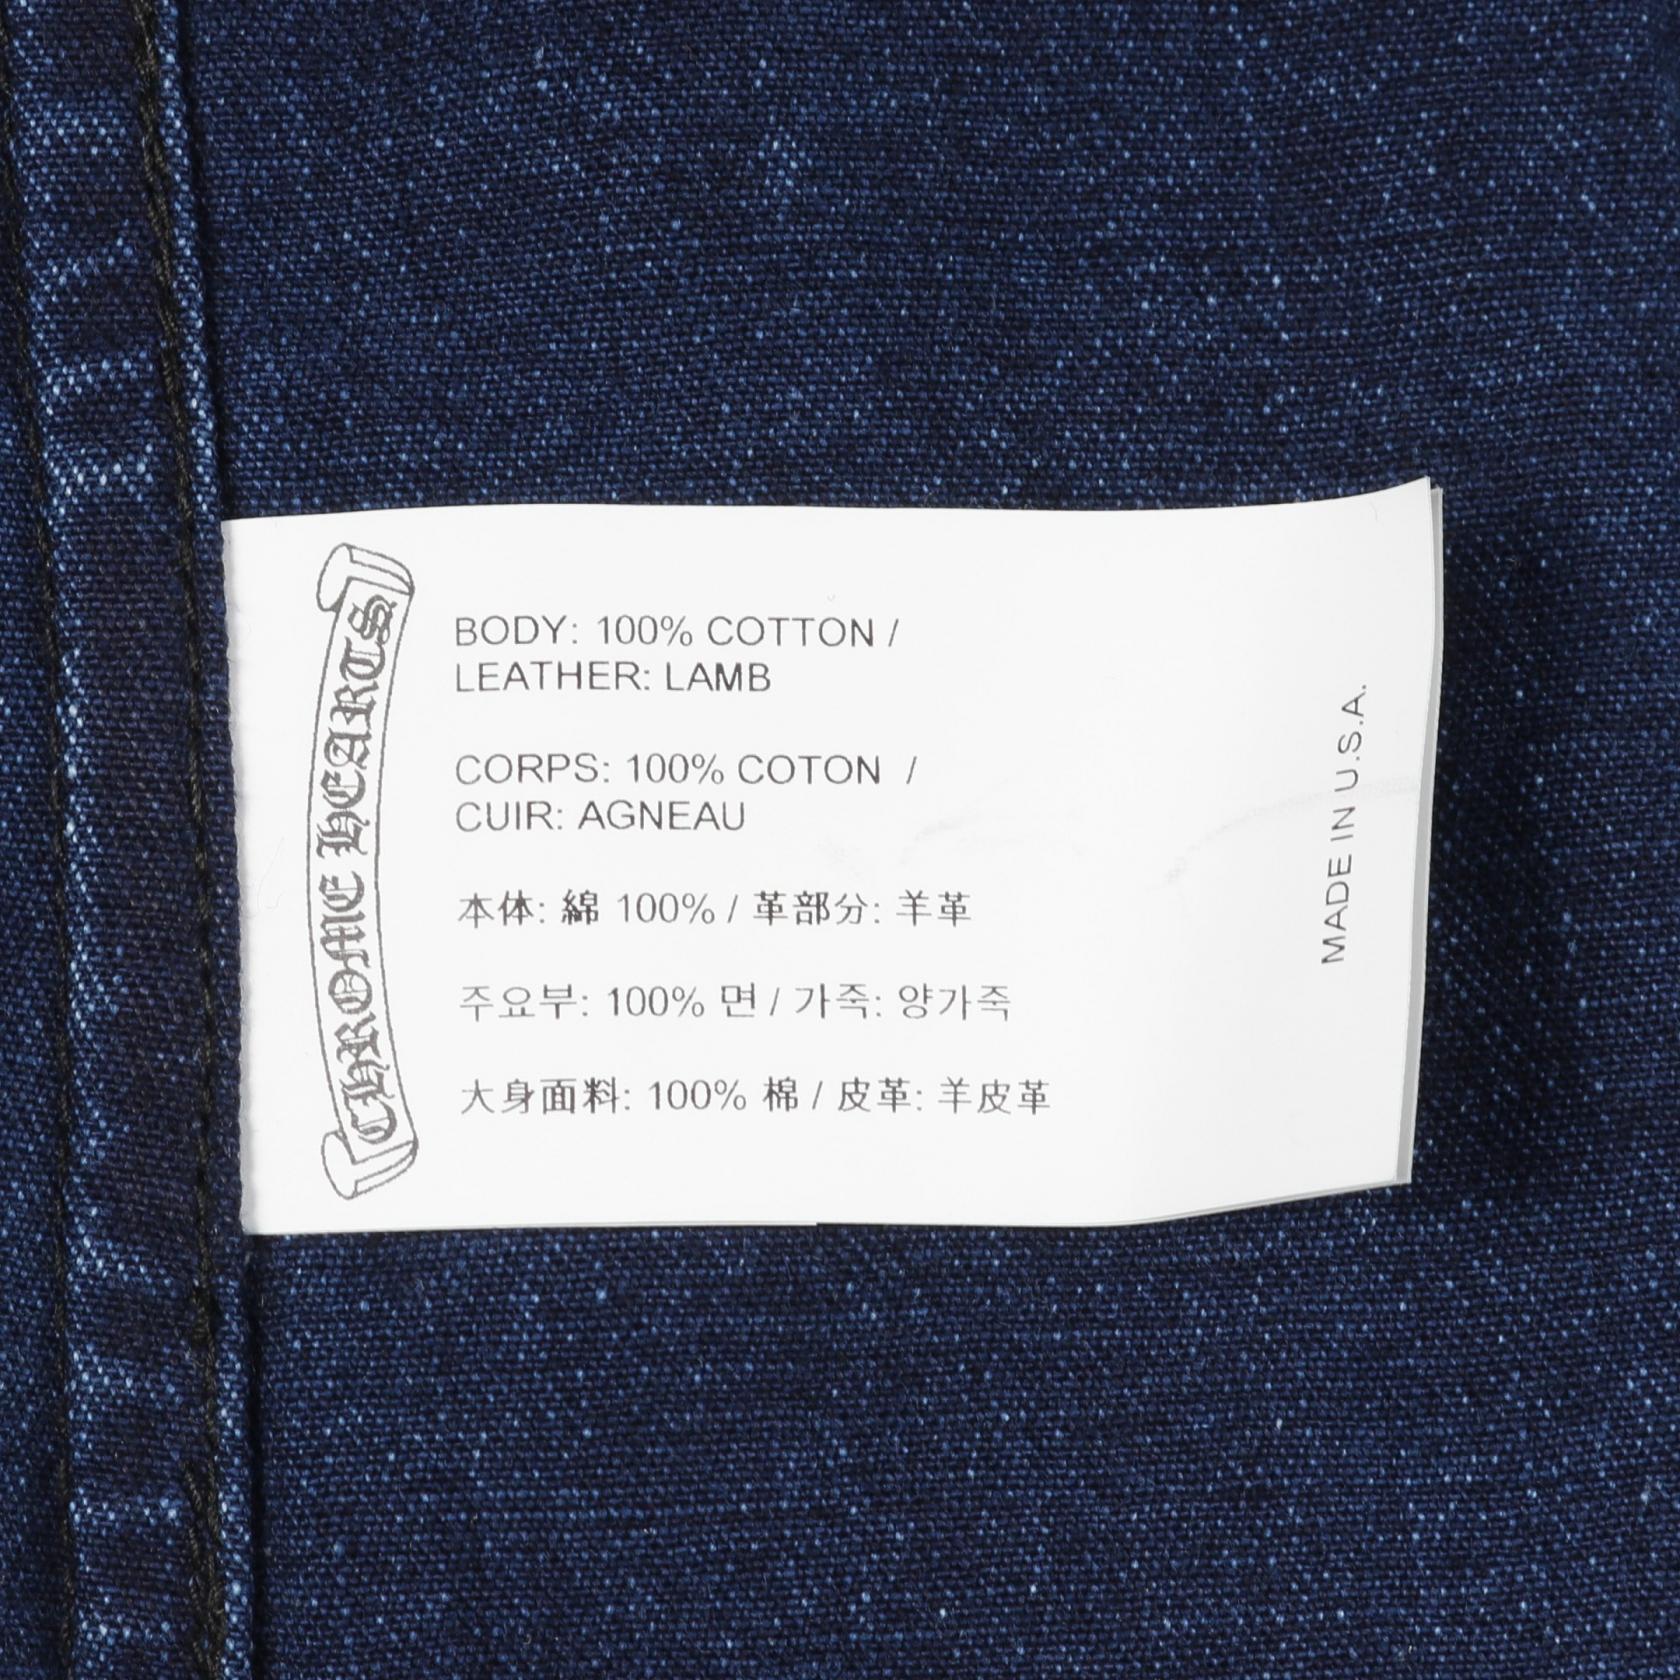 CHROME HEARTS
BODY: 100% COTTON /
LEATHER: LAMB
CORPS: 100% COTON /
CUIR: AGNEAU
本体: 綿 100% / 革部分: 羊革
주요부: 100% 면 / 가죽: 양가죽
大身面料: 100% 棉 / 皮革: 羊皮革
MADE IN U.S.A.